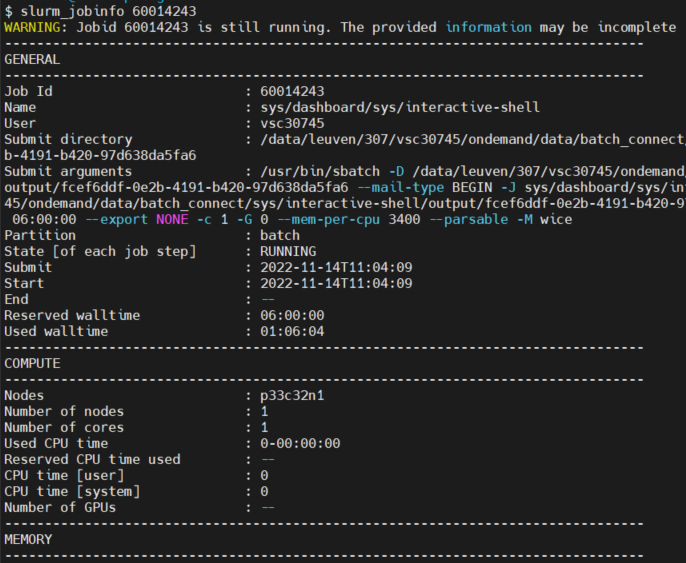 $ slurm_jobinfo 60014243
WARNING: Jobid 60014243 is still running. The provided information may be incomplete
--------------------------------------------------------------------------------
GENERAL
--------------------------------------------------------------------------------
Job Id : 60014243
Name : sys/dashboard/sys/interactive-shell
User : vsc30745
Submit directory : /data/leuven/307/vsc30745/ondemand/data/batch_connect/
b-4191-b420-97d638da5fa6
Submit arguments : /usr/bin/sbatch -D /data/leuven/307/vsc30745/ondemand
output/fcef6ddf-0e2b-4191-b420-97d638da5fa6 --mail-type BEGIN -J sys/dashboard/sys/in
45/ondemand/data/batch_connect/sys/interactive-shell/output/fcef6ddf-0e2b-4191-b420-9
06:00:00 --export NONE -c 1 -G 0 --mem-per-cpu 3400 --parsable -M wice
Partition : batch
State [of each job step] : RUNNING
Submit : 2022-11-14T11:04:09
Start : 2022-11-14T11:04:09
End : --
Reserved walltime : 06:00:00
Used walltime : 01:06:04
--------------------------------------------------------------------------------
COMPUTE
--------------------------------------------------------------------------------
Nodes : p33c32n1
Number of nodes : 1
Number of cores : 1
Used CPU time : 0-00:00:00
Reserved CPU time used : --
CPU time [user] : 0
CPU time [system] : 0
Number of GPUs : --
--------------------------------------------------------------------------------
MEMORY
--------------------------------------------------------------------------------